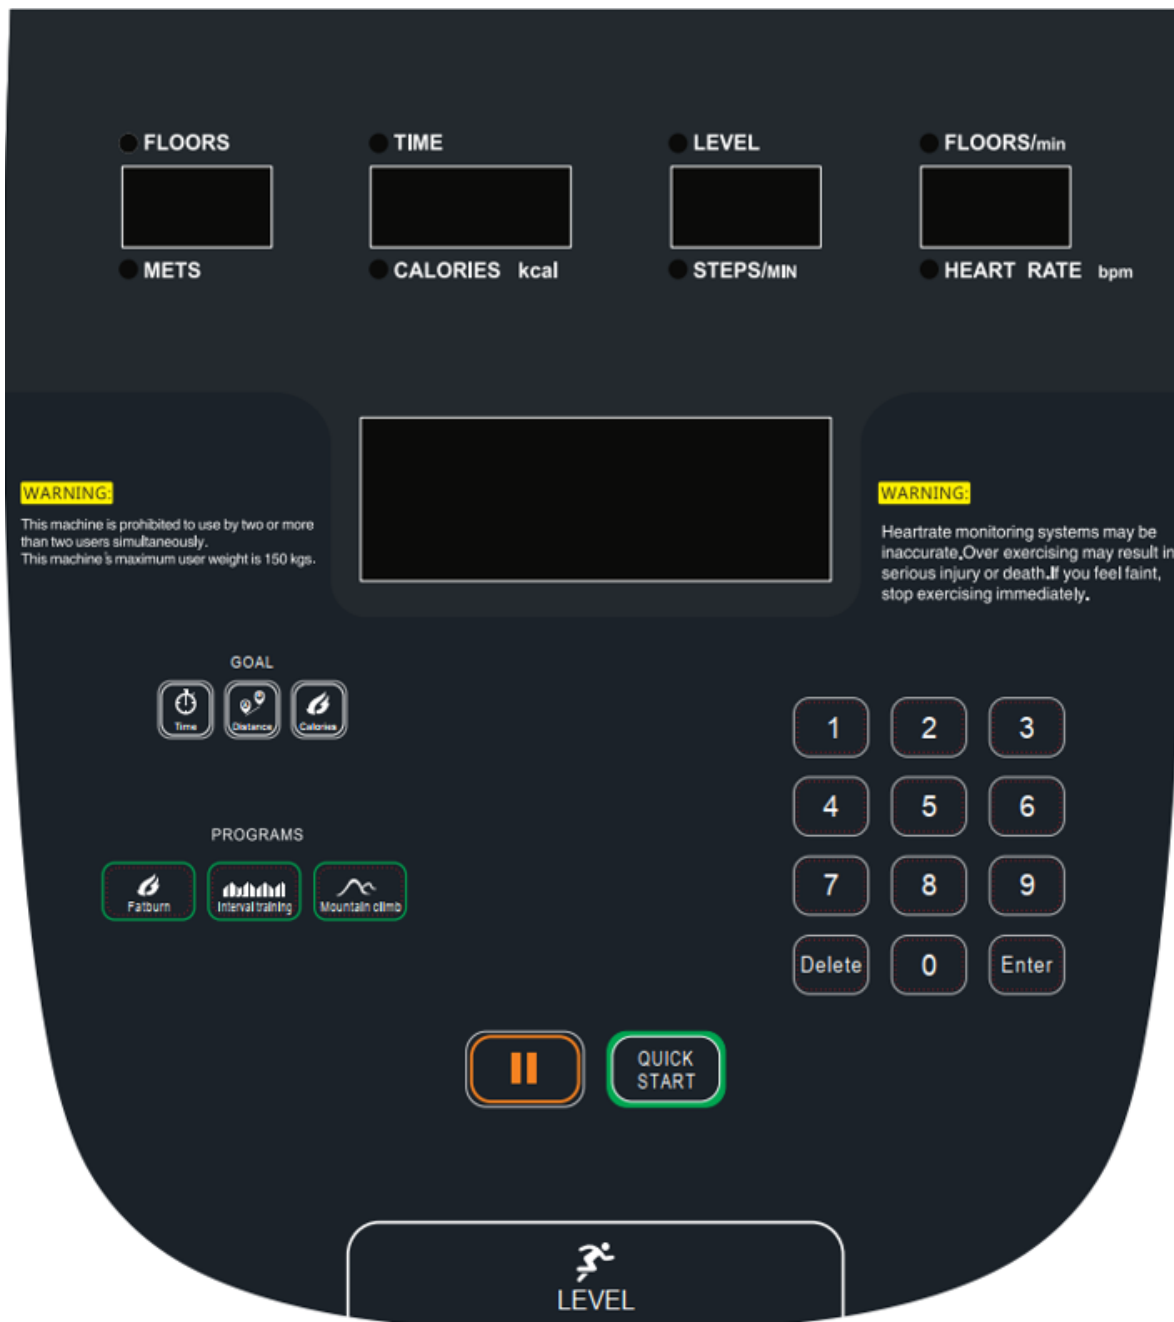 FLOORS
TIME
LEVEL
FLOORS/min
METS
CALORIES kcal
STEPS/MIN
HEART RATE bpm
WARNING:
This machine is prohibited to use by two or more
than two users simultaneously.
This machine's maximum user weight is 150 kgs.
WARNING:
Heartrate monitoring systems may be
inaccurate.Over exercising may result in
serious injury or death.If you feel faint,
stop exercising immediately.
GOAL
Time
Distance
Calories
PROGRAMS
Fatburn
Interval training
Mountain climb
1 2 3
4 5 6
7 8 9
Delete 0 Enter
QUICK
START
LEVEL